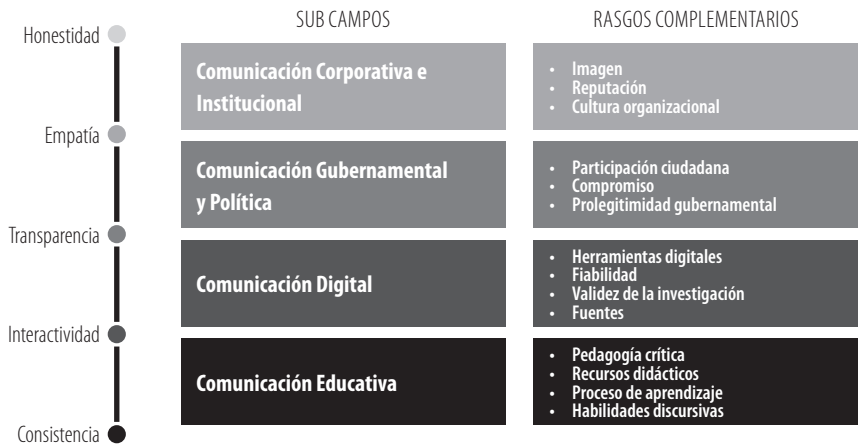 SUB CAMPOS
RASGOS COMPLEMENTARIOS
Honestidad
Empatía
Transparencia
Interactividad
Consistencia
Comunicación Corporativa e
Institucional
• Imagen
• Reputación
• Cultura organizacional
Comunicación Gubernamental
y Política
• Participación ciudadana
• Compromiso
• Prolegitimidad gubernamental
Comunicación Digital
• Herramientas digitales
• Fiabilidad
• Validez de la investigación
• Fuentes
Comunicación Educativa
• Pedagogía crítica
• Recursos didácticos
• Proceso de aprendizaje
• Habilidades discursivas